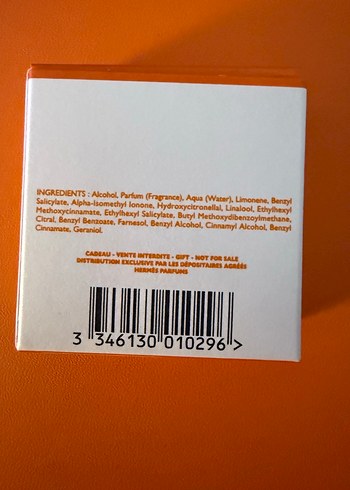 INGREDIENTS : Alcohol, Parfum (Fragrance), Aqua (Water), Limonene, Benzyl
Salicylate, Alpha-Isomethyl Ionone, Hydroxycitronellal, Linalool, Ethylhexyl
Methoxycinnamate, Ethylhexyl Salicylate, Butyl Methoxydibenzoylmethane,
Citral, Benzyl Benzoate, Farnesol, Benzyl Alcohol, Cinnamyl Alcohol, Benzyl
Cinnamate, Geraniol.
CADEAU - VENTE INTERDITE - GIFT - NOT FOR SALE
DISTRIBUTION EXCLUSIVE PAR LES DÉPOSITAIRES AGRÉÉS
HERMÈS PARFUMS
3 346130 010296 >